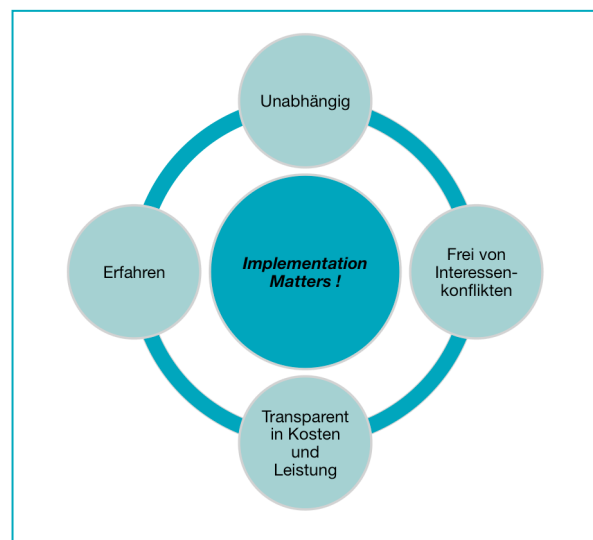 Unabhängig
Erfahren
Implementation
Matters !
Frei von
Interessen-
konflikten
Transparent
in Kosten
und
Leistung